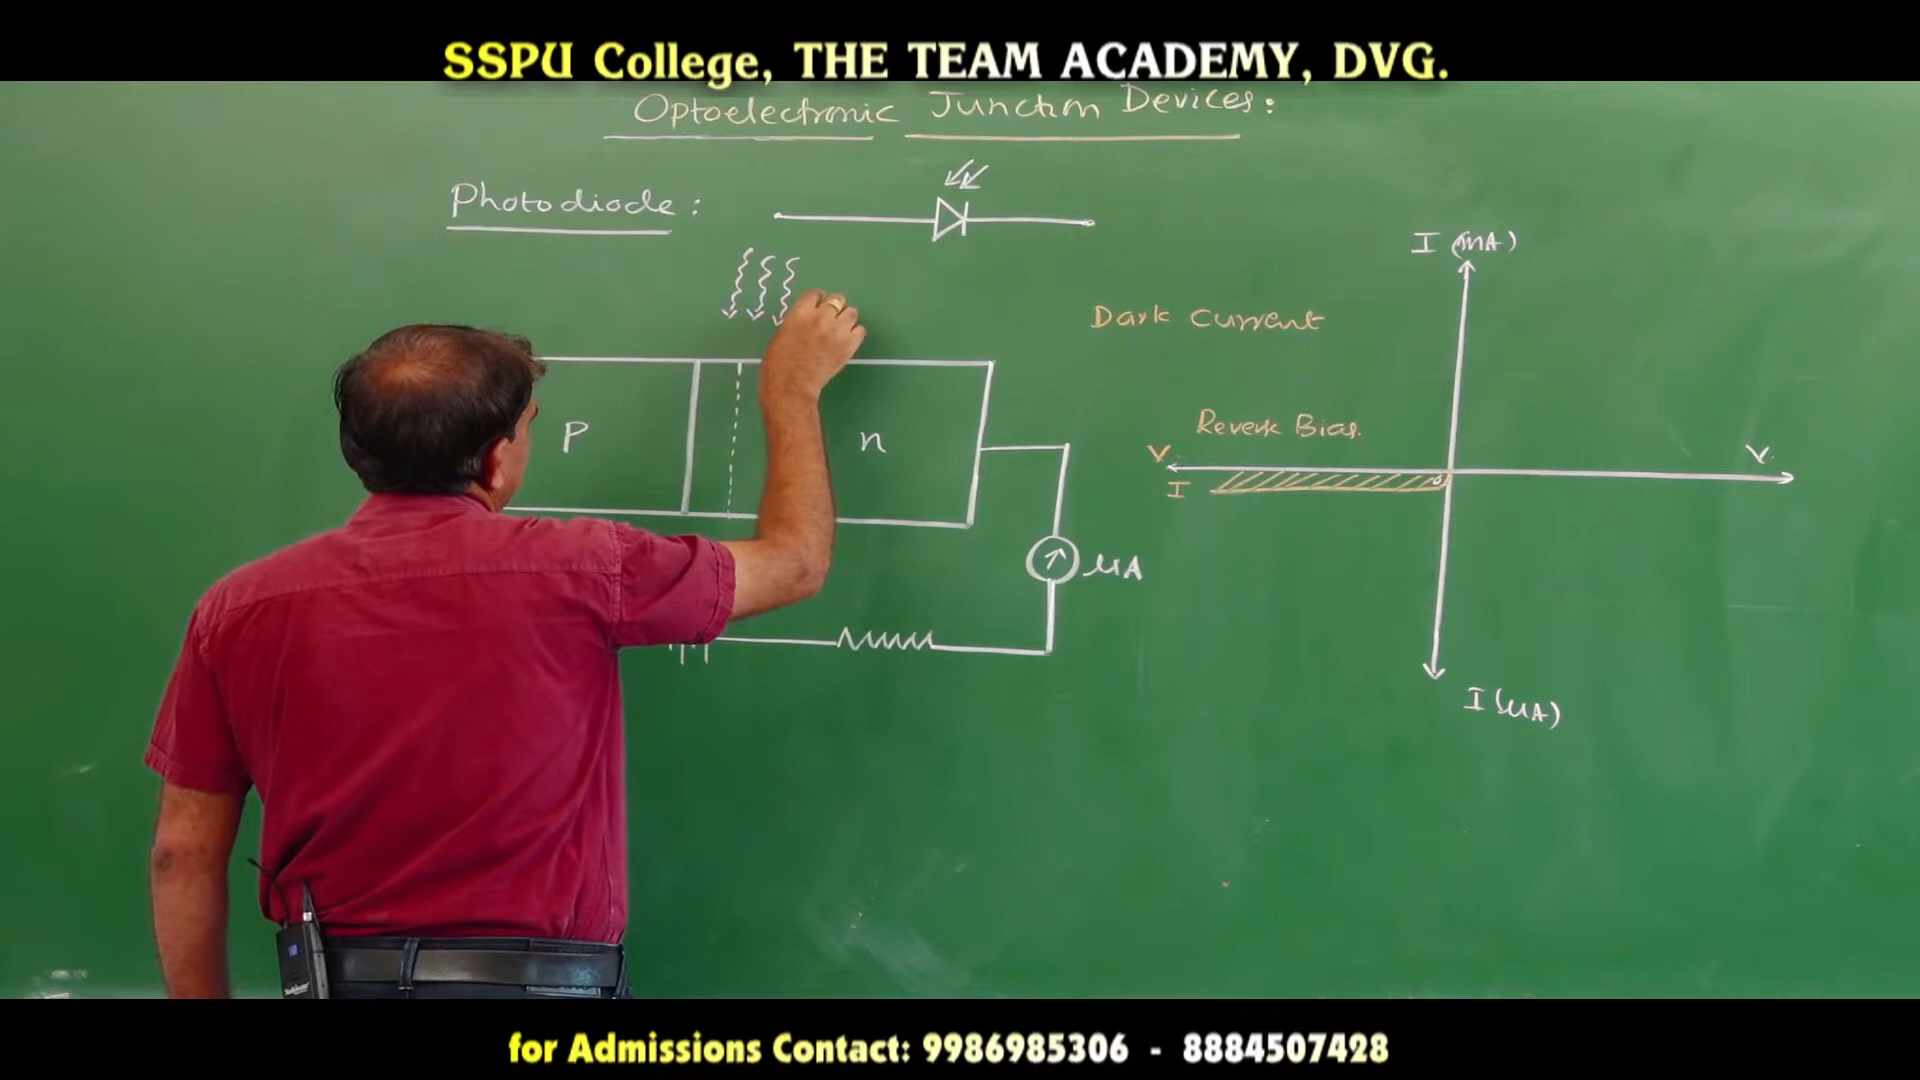 SSPU College, THE TEAM ACADEMY, DVG.
Optoelectronic Junction Devices:
Photodiode:
I (mA)
Dark Current
Reverse Bias.
P
n
V
V.
I
μA
I (μA)
for Admissions Contact: 9986985306 - 8884507428